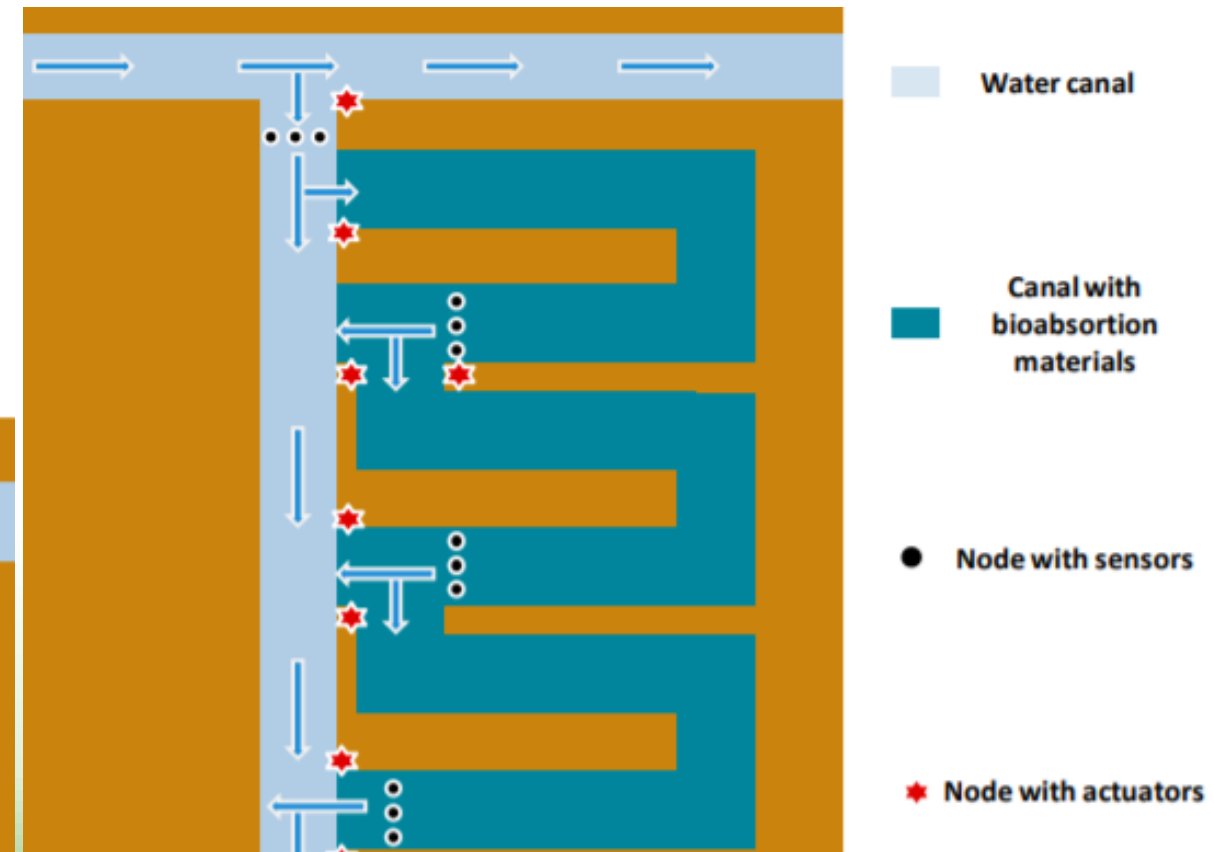 Water canal
Canal with
bioabsortion
materials
Node with sensors
Node with actuators